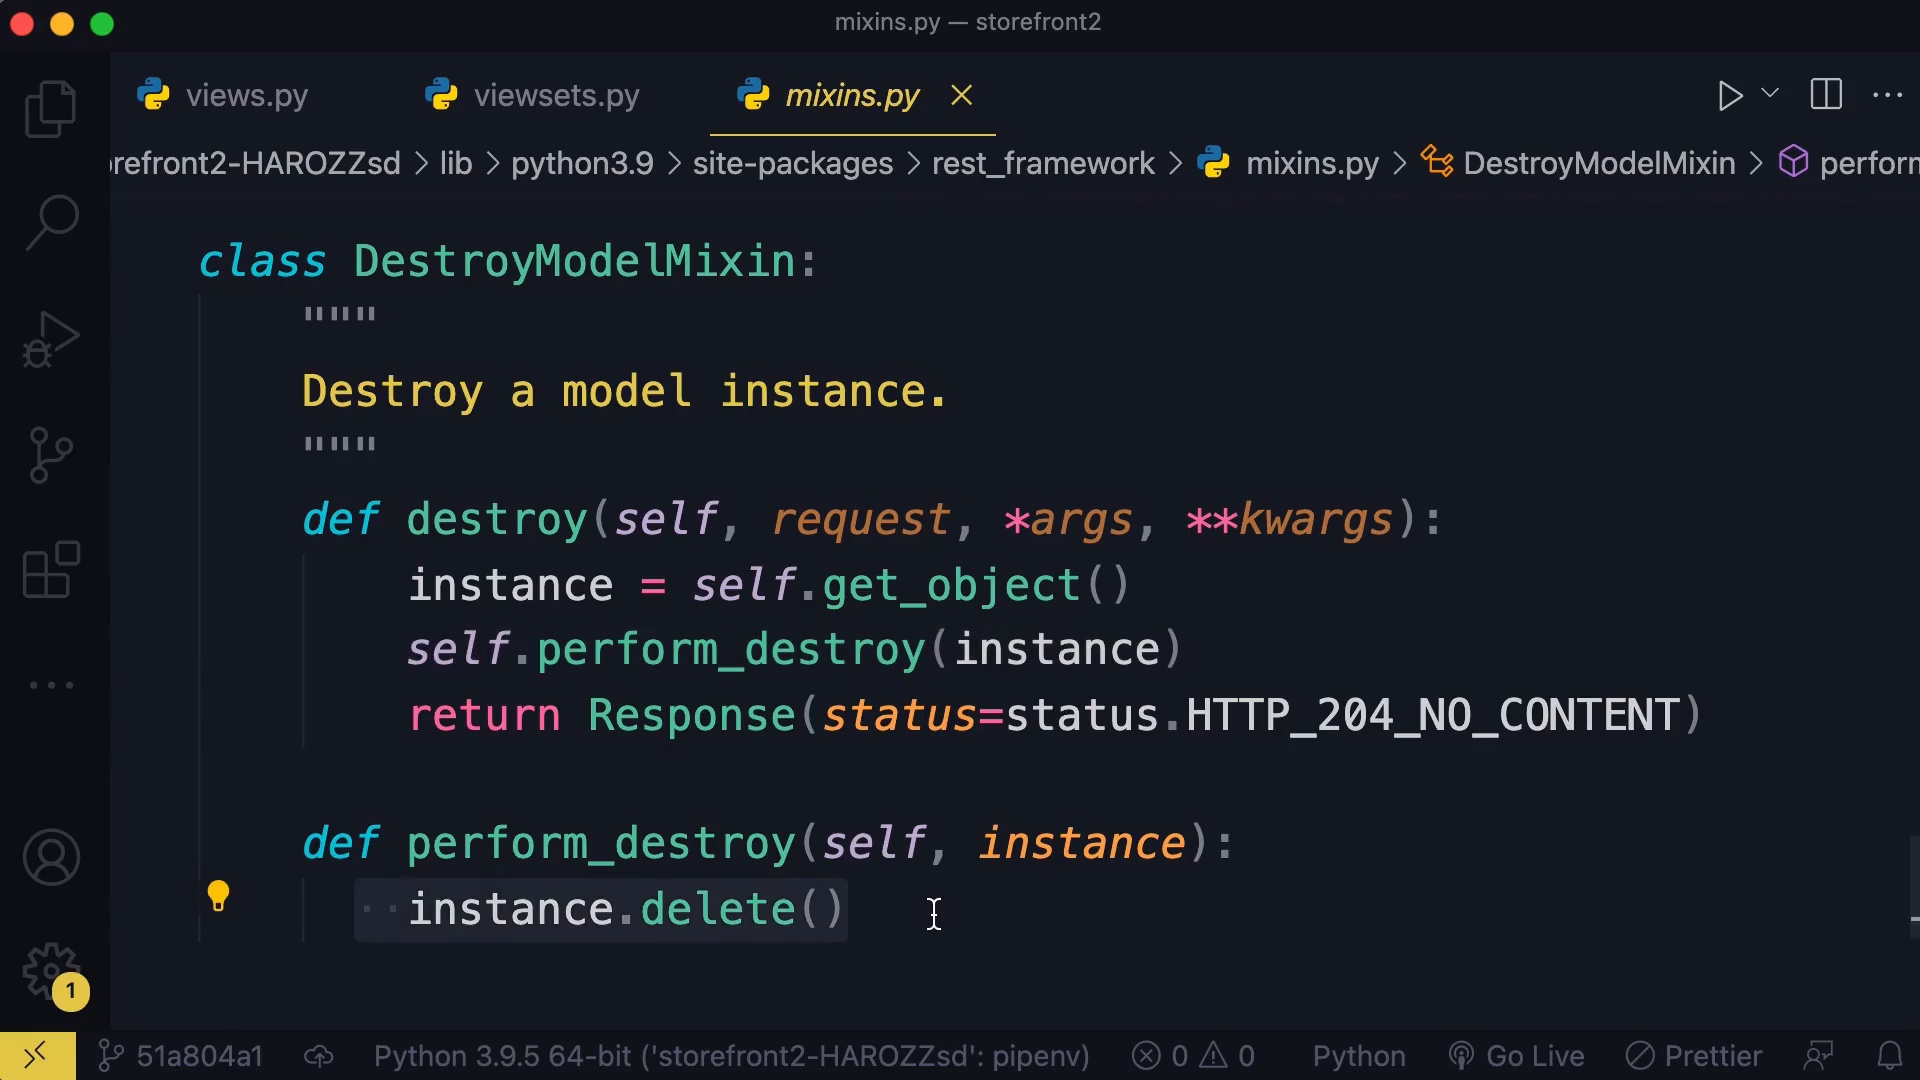 mixins.py — storefront2
views.py
viewsets.py
mixins.py
orefront2-HAROZZsd > lib > python3.9 > site-packages > rest_framework > mixins.py > DestroyModelMixin > perform
class DestroyModelMixin:
"""
Destroy a model instance.
"""
def destroy(self, request, *args, **kwargs):
instance = self.get_object()
self.perform_destroy(instance)
return Response(status=status.HTTP_204_NO_CONTENT)
def perform_destroy(self, instance):
instance.delete()
1
51a804a1 Python 3.9.5 64-bit ('storefront2-HAROZZsd': pipenv) 0 0 Python Go Live Prettier